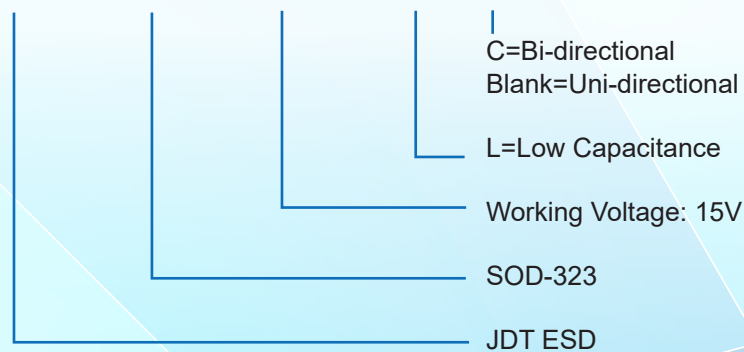 C=Bi-directional
Blank=Uni-directional
L=Low Capacitance
Working Voltage: 15V
SOD-323
JDT ESD